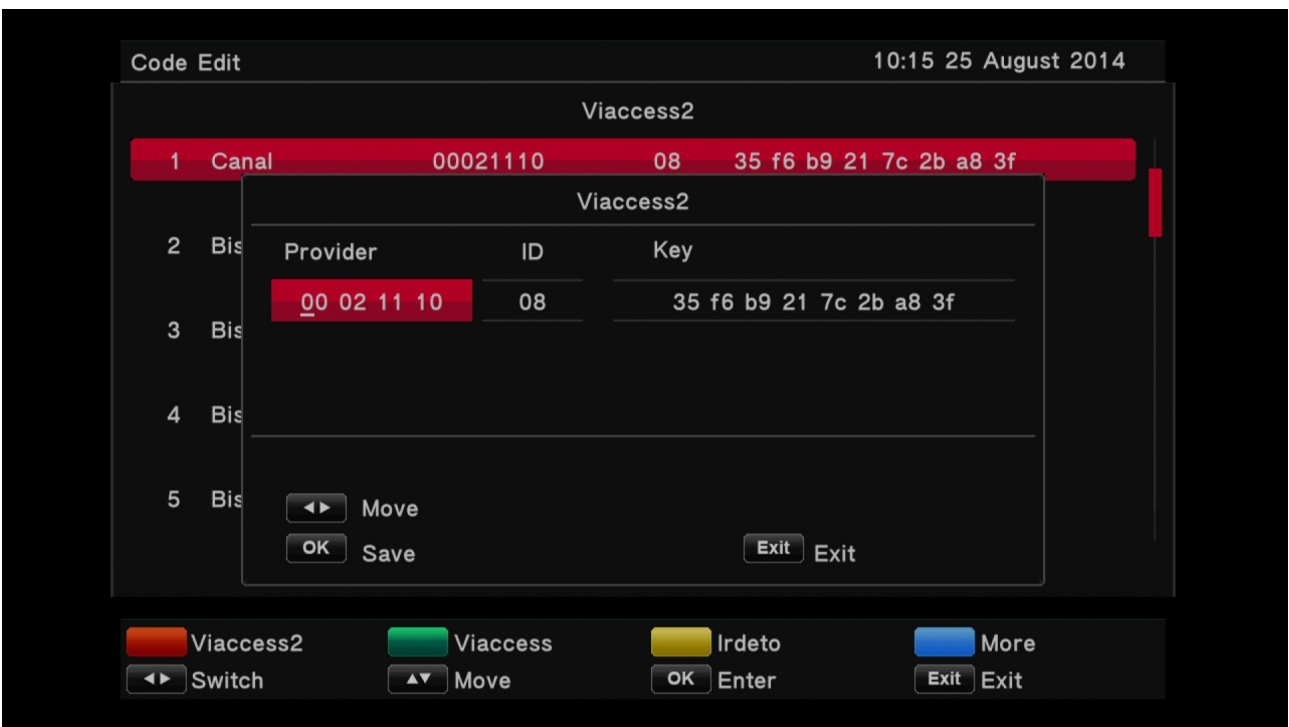 Code Edit 10:15 25 August 2014
Viaccess2
1 Canal 00021110 08 35 f6 b9 21 7c 2b a8 3f
Viaccess2
2 Bis
Provider ID Key
00 02 11 10 08 35 f6 b9 21 7c 2b a8 3f
3 Bis
4 Bis
5 Bis
Move
OK Save Exit Exit
Viaccess2 Viaccess Irdeto More
Switch Move OK Enter Exit Exit